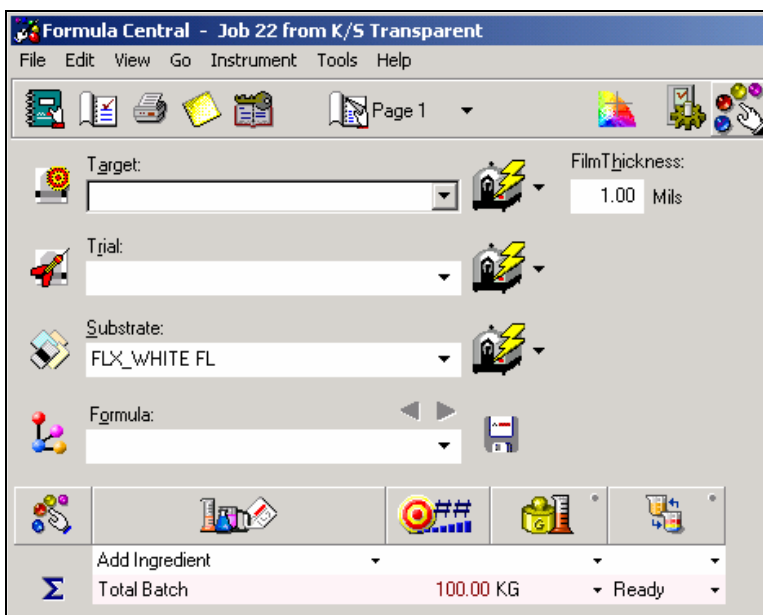 Formula Central - Job 22 from K/S Transparent
File Edit View Go Instrument Tools Help
Page 1
Target: FilmThickness:
1.00 Mils
Trial:
Substrate:
FLX_WHITE FL
Formula:
##
G
Add Ingredient
Σ Total Batch 100.00 KG Ready